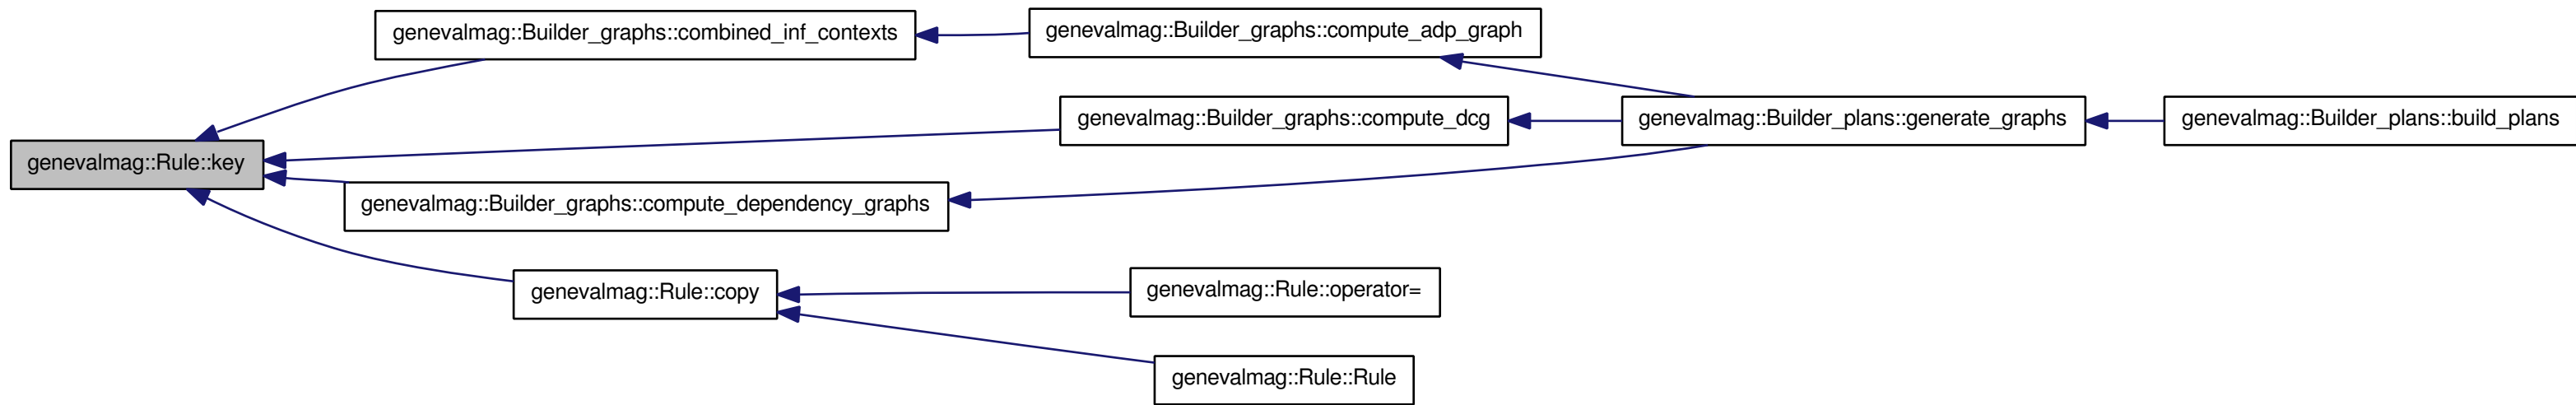 genevalmag::Builder_graphs::combined_inf_contexts
genevalmag::Builder_graphs::compute_adp_graph
genevalmag::Builder_graphs::compute_dcg
genevalmag::Builder_plans::generate_graphs
genevalmag::Builder_plans::build_plans
genevalmag::Rule::key
genevalmag::Builder_graphs::compute_dependency_graphs
genevalmag::Rule::copy
genevalmag::Rule::operator=
genevalmag::Rule::Rule